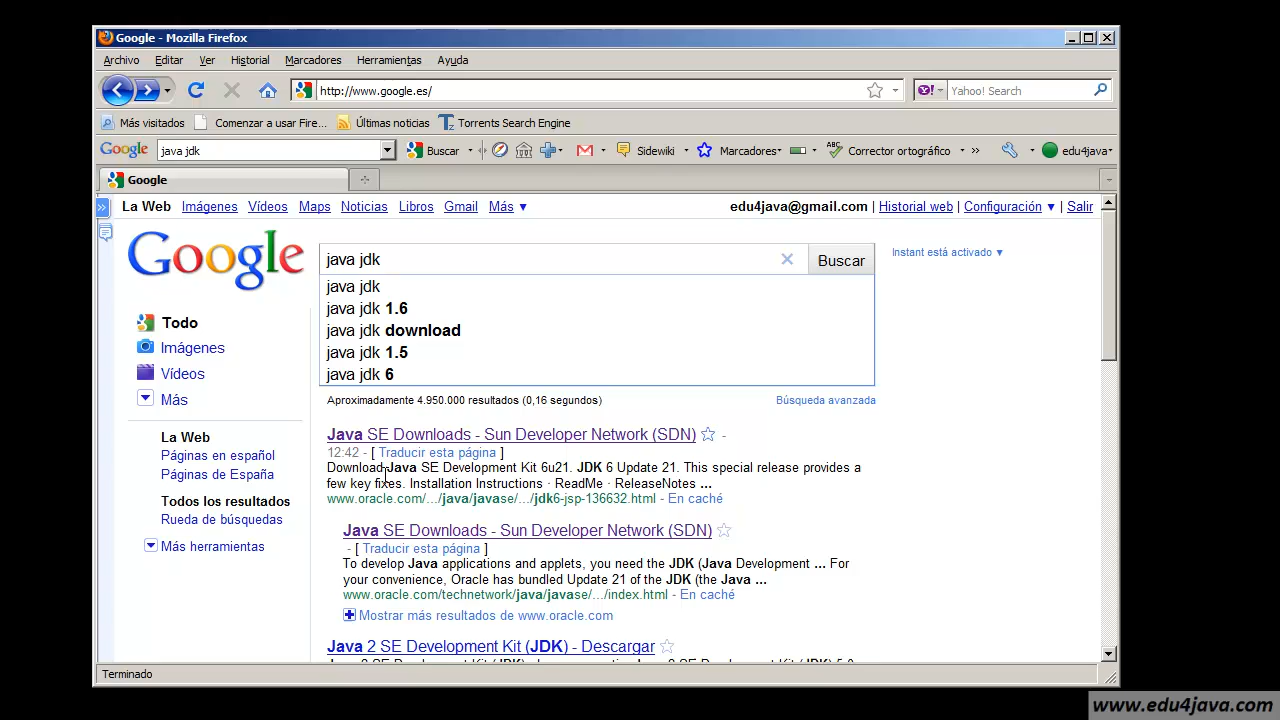 Google - Mozilla Firefox
Archivo Editar Ver Historial Marcadores Herramientas Ayuda
http://www.google.es/ Yahoo! Search
Más visitados Comenzar a usar Fire... Últimas noticias Torrents Search Engine
Google java jdk Buscar Sidewiki Marcadores ABC Corrector ortográfico » edu4java
Google
La Web Imágenes Vídeos Maps Noticias Libros Gmail Más ▼ edu4java@gmail.com | Historial web | Configuración ▼ | Salir
Google java jdk Buscar Instant está activado ▼
java jdk
java jdk 1.6
java jdk download
java jdk 1.5
java jdk 6
Todo
Imágenes
Vídeos
Más
La Web
Páginas en español
Páginas de España
Todos los resultados
Rueda de búsquedas
Más herramientas
Aproximadamente 4.950.000 resultados (0,16 segundos) Búsqueda avanzada
Java SE Downloads - Sun Developer Network (SDN) -
12:42 - [ Traducir esta página ]
Download Java SE Development Kit 6u21. JDK 6 Update 21. This special release provides a
few key fixes. Installation Instructions · ReadMe · ReleaseNotes ...
www.oracle.com/.../java/javase/.../jdk6-jsp-136632.html - En caché
Java SE Downloads - Sun Developer Network (SDN)
- [ Traducir esta página ]
To develop Java applications and applets, you need the JDK (Java Development ... For
your convenience, Oracle has bundled Update 21 of the JDK (the Java ...
www.oracle.com/technetwork/java/javase/.../index.html - En caché
Mostrar más resultados de www.oracle.com
Java 2 SE Development Kit (JDK) - Descargar
Terminado
www.edu4java.com